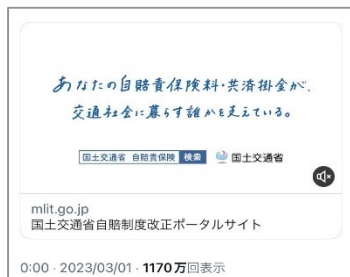 あなたの自賠責保険料・共済掛金が、
交通社会に暮らす誰かを支えている。
国土交通省 自賠責保険 検索 国土交通省
mlit.go.jp
国土交通省自賠制度改正ポータルサイト
0:00 · 2023/03/01 · 1170万回表示